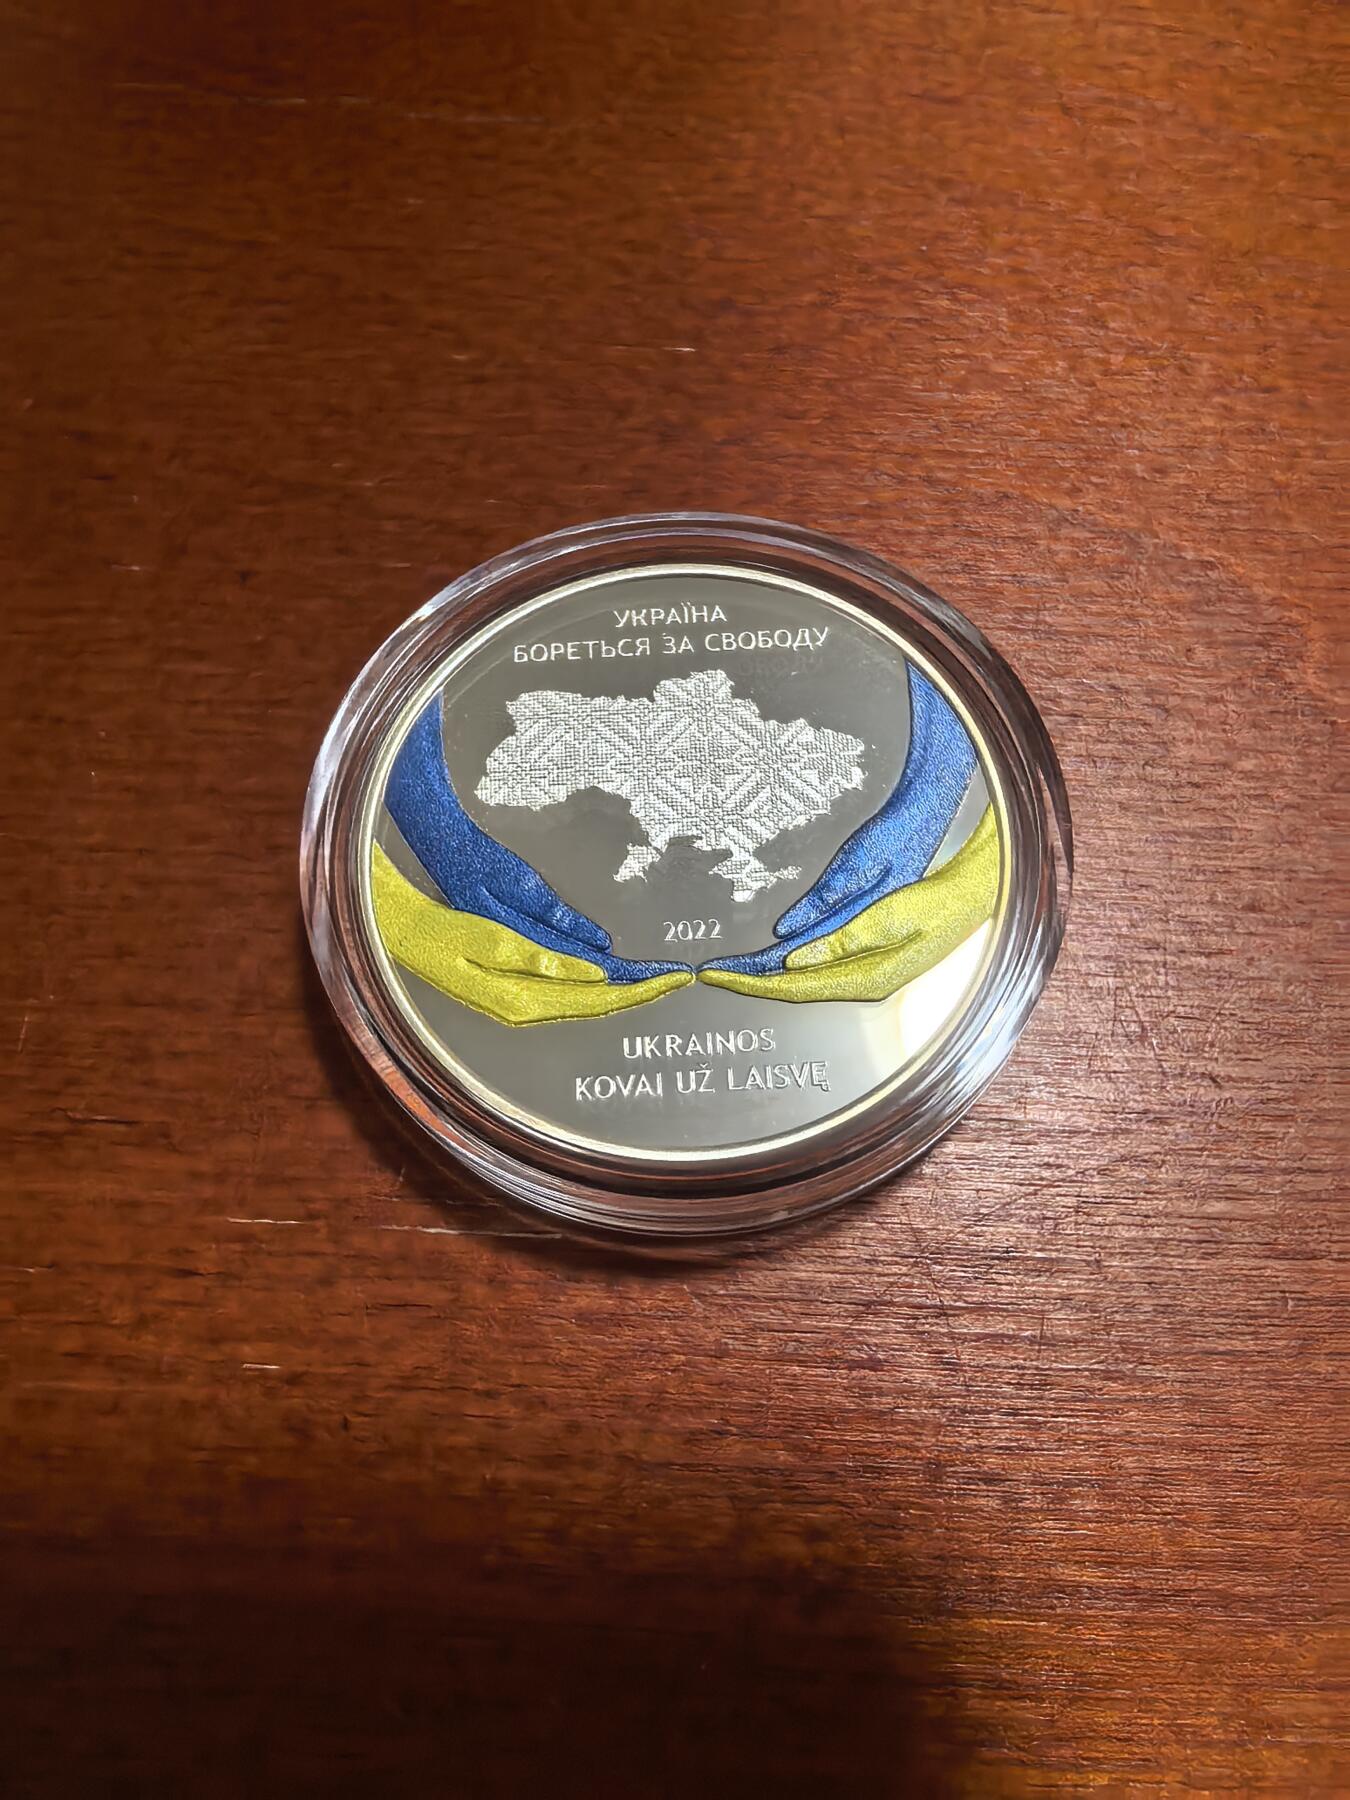 УКРАЇНА
БОРЕТЬСЯ ЗА СВОБОДУ
2022
UKRAINOS
KOVAI UŽ LAISVĘ